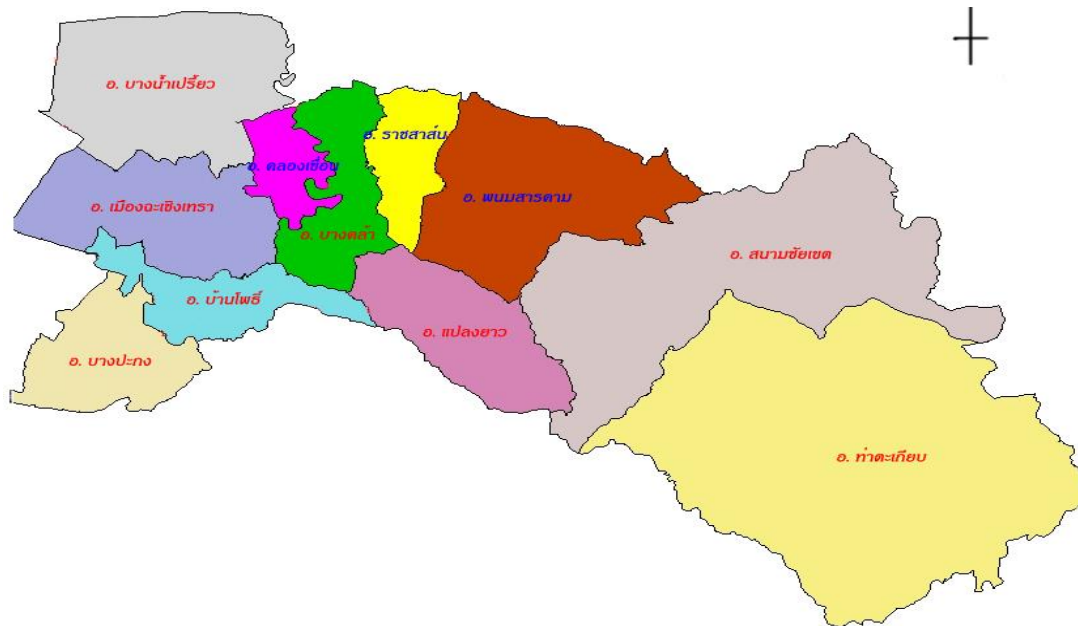 อ. บางน้ำเปรี้ยว
อ. ราชสาส์น
อ. คลองเขื่อน
อ. พนมสารคาม
อ. เมืองฉะเชิงเทรา
อ. บางคล้า
อ. สนามชัยเขต
อ. บ้านโพธิ์
อ. แปลงยาว
อ. บางปะกง
อ. ท่าตะเกียบ